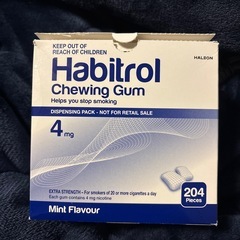 KEEP OUT OF
REACH OF CHILDREN
HALEON
Habitrol
Chewing Gum
Helps you stop smoking
DISPENSING PACK - NOT FOR RETAIL SALE
4 mg
EXTRA STRENGTH - For smokers of 20 or more cigarettes a day
Each gum contains 4 mg nicotine
204
Pieces
Mint Flavour